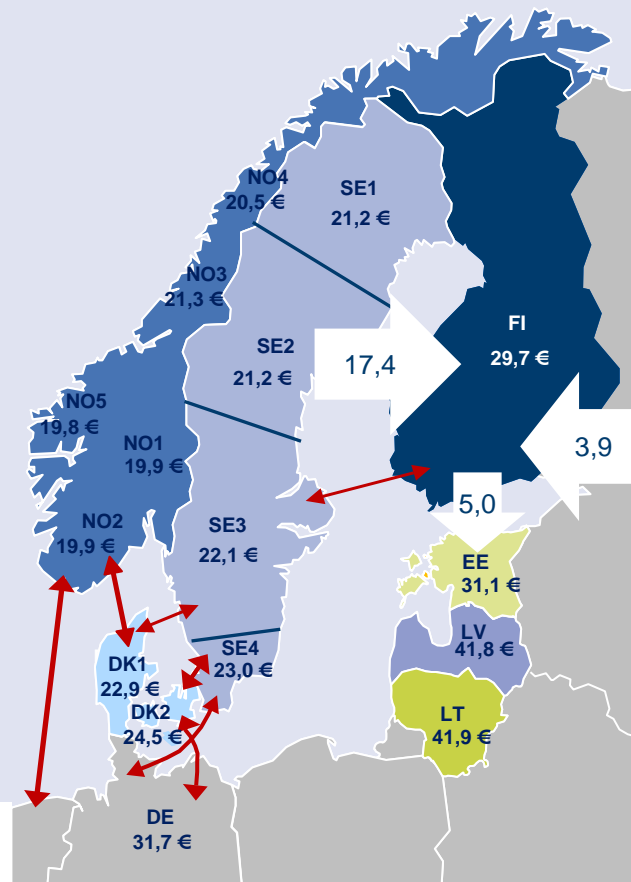 NO4
20,5 €
SE1
21,2 €
NO3
21,3 €
FI
29,7 €
SE2
21,2 €
17,4
NO5
19,8 €
NO1
19,9 €
3,9
5,0
NO2
19,9 €
SE3
22,1 €
EE
31,1 €
LV
41,8 €
SE4
23,0 €
DK1
22,9 €
DK2
24,5 €
LT
41,9 €
DE
31,7 €